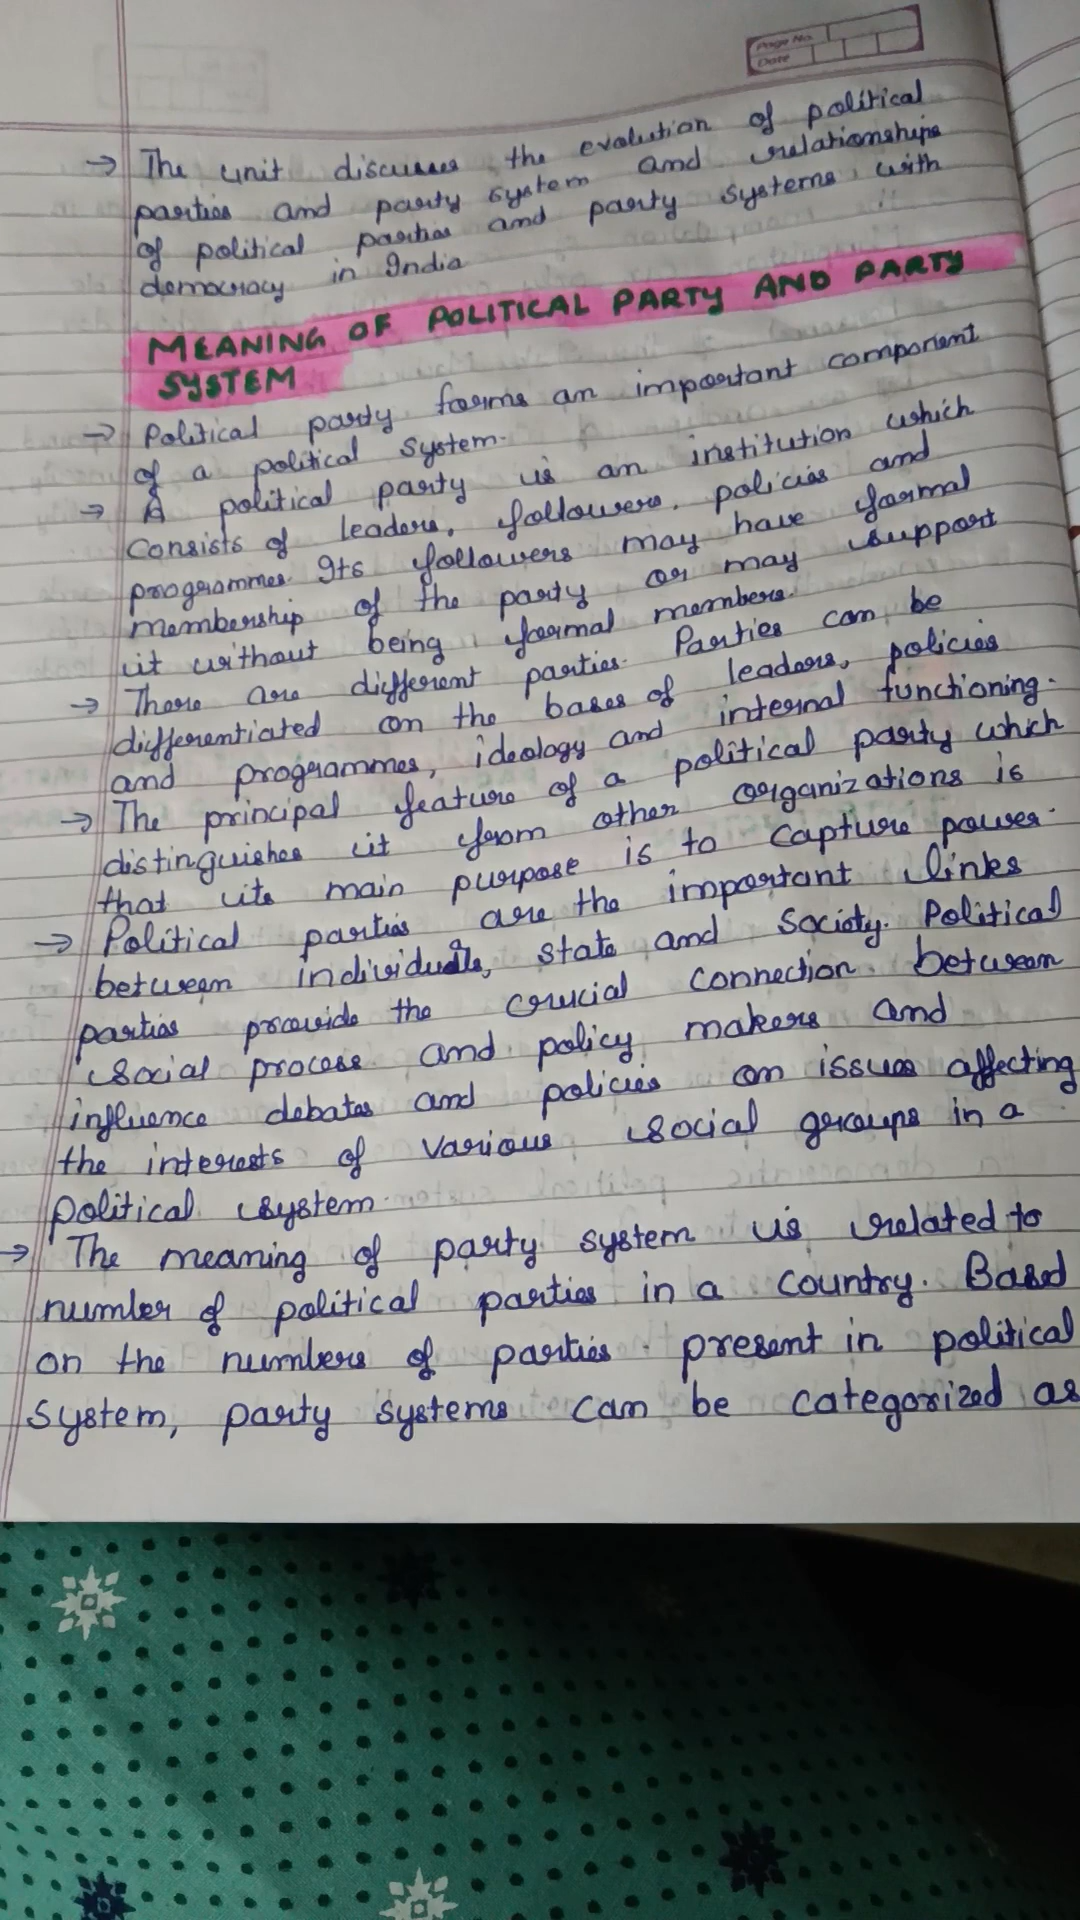 Page No.
Date
→ The unit discusses the evolution of political
parties and party system and relationships
of political parties and party systems with
democracy in India
MEANING OF POLITICAL PARTY AND PARTY
SYSTEM
→ Political party forms an important component
of a political system.
→ A political party is an institution which
consists of leaders, followers, policies and
programmes. Its followers may have formal
membership of the party or may support
it without being formal members.
→ There are different parties. Parties can be
differentiated on the bases of leaders, policies
and programmes, ideology and internal functioning.
→ The principal feature of a political party which
distinguishes it from other organizations is
that its main purpose is to capture power.
→ Political parties are the important links
between individuals, state and society. Political
parties provide the crucial connection between
social process and policy makers and
influence debates and policies on issues affecting
the interests of various social groups in a
political system.
→ The meaning of party system is related to
number of political parties in a country. Based
on the numbers of parties present in political
system, party systems can be categorized as